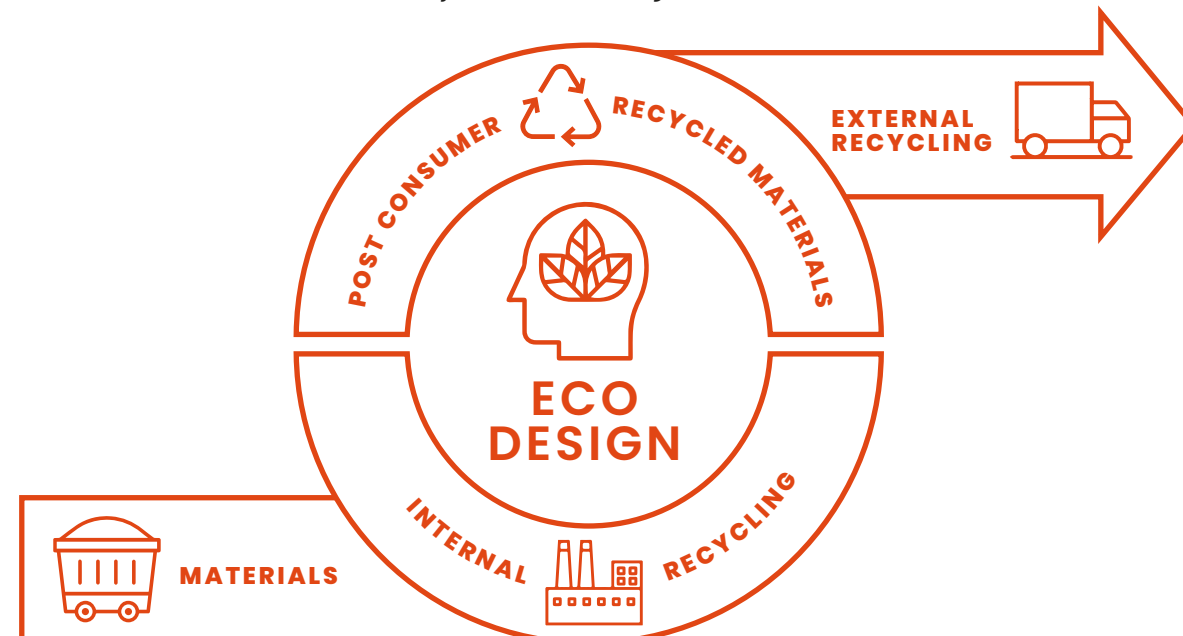 POST CONSUMER
RECYCLED MATERIALS
EXTERNAL
RECYCLING
ECO
DESIGN
INTERNAL
RECYCLING
MATERIALS